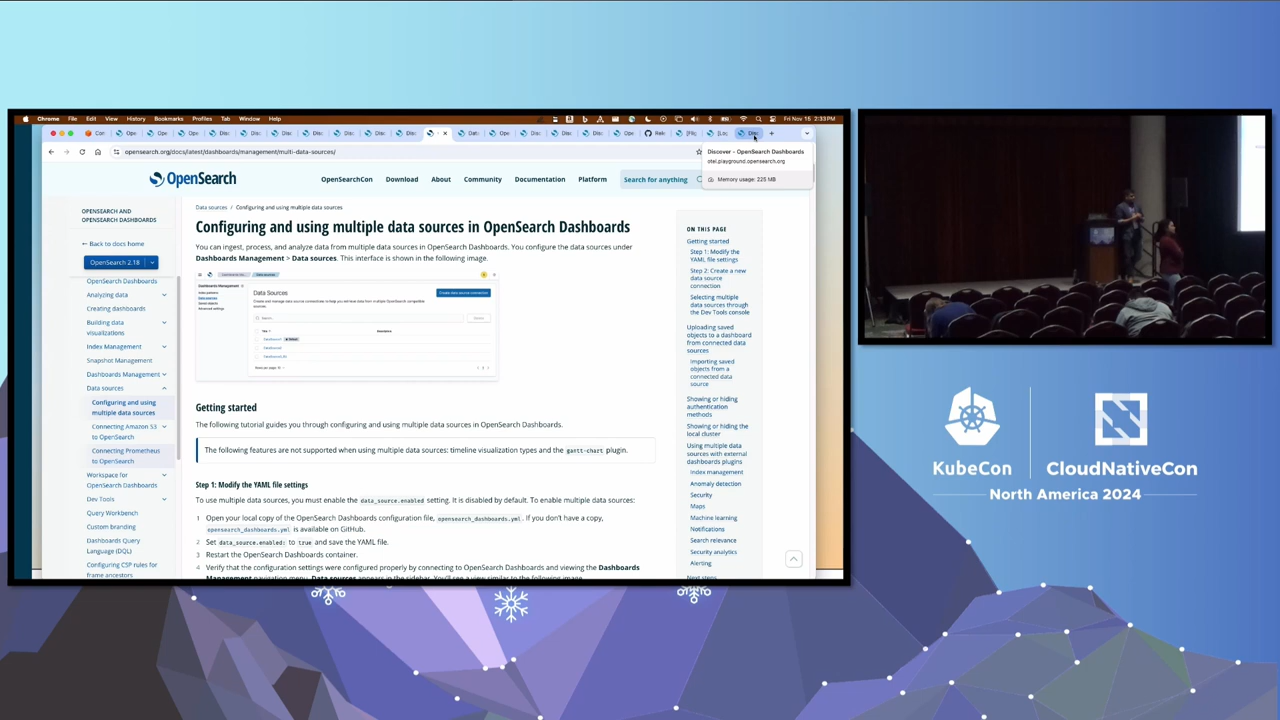 Chrome File Edit View History Bookmarks Profiles Tab Window Help
Fri Nov 15 2:33 PM
opensearch.org/docs/latest/dashboards/management/multi-data-sources/
Discover - OpenSearch Dashboards
otel.playground.opensearch.org
Memory usage: 225 MB
OpenSearch
OpenSearchCon Download About Community Documentation Platform
Search for anything
OPENSEARCH AND
OPENSEARCH DASHBOARDS
← Back to docs home
OpenSearch 2.18
OpenSearch Dashboards
Analyzing data
Creating dashboards
Building data
visualizations
Index Management
Snapshot Management
Dashboards Management
Data sources
Configuring and using
multiple data sources
Connecting Amazon S3
to OpenSearch
Connecting Prometheus
to OpenSearch
Workspace for
OpenSearch Dashboards
Dev Tools
Query Workbench
Custom branding
Dashboards Query
Language (DQL)
Configuring CSP rules for
frame ancestors
Data sources / Configuring and using multiple data sources
Configuring and using multiple data sources in OpenSearch Dashboards
You can ingest, process, and analyze data from multiple data sources in OpenSearch Dashboards. You configure the data sources under
Dashboards Management > Data sources. This interface is shown in the following image.
Data Sources
Getting started
The following tutorial guides you through configuring and using multiple data sources in OpenSearch Dashboards.
The following features are not supported when using multiple data sources: timeline visualization types and the gantt-chart plugin.
Step 1: Modify the YAML file settings
To use multiple data sources, you must enable the data_source.enabled setting. It is disabled by default. To enable multiple data sources:
1 Open your local copy of the OpenSearch Dashboards configuration file, opensearch_dashboards.yml. If you don't have a copy,
opensearch_dashboards.yml is available on GitHub.
2 Set data_source.enabled: to true and save the YAML file.
3 Restart the OpenSearch Dashboards container.
4 Verify that the configuration settings were configured properly by connecting to OpenSearch Dashboards and viewing the Dashboards
ON THIS PAGE
Getting started
Step 1: Modify the
YAML file settings
Step 2: Create a new
data source
connection
Selecting multiple
data sources through
the Dev Tools console
Uploading saved
objects to a dashboard
from connected data
sources
Importing saved
objects from a
connected data
source
Showing or hiding
authentication
methods
Showing or hiding the
local cluster
Using multiple data
sources with external
dashboards plugins
Index management
Anomaly detection
Security
Maps
Machine learning
Notifications
Search relevance
Security analytics
Alerting
Next steps
KubeCon
CloudNativeCon
North America 2024